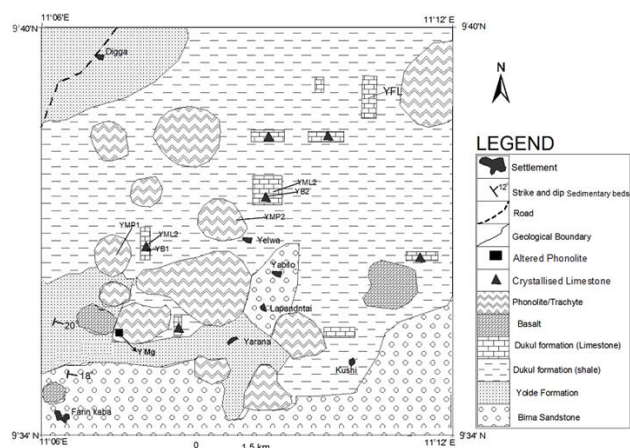 11'06 E
11'12' E
9'40'N
9'40'N
Digga
YFL
YML2
YB2
YMP2
Yelwa
YMP1
YML2
YB1
Yabilo
Lapandntai
20°
Y Mg
Yarana
Kushi
18°
Farin kaba
9'34' N
9'34' N
11'06'E
11'12' E
0
1.5 km
N
LEGEND
Settlement
12°
Strike and dip Sedimentary beds
Road
Geological Boundary
Altered Phonolite
Crystallised Limestone
Phonolite/Trachyte
Basalt
Dukul formation (Limestone)
Dukul formation (shale)
Yolde Formation
Birna Sandstone